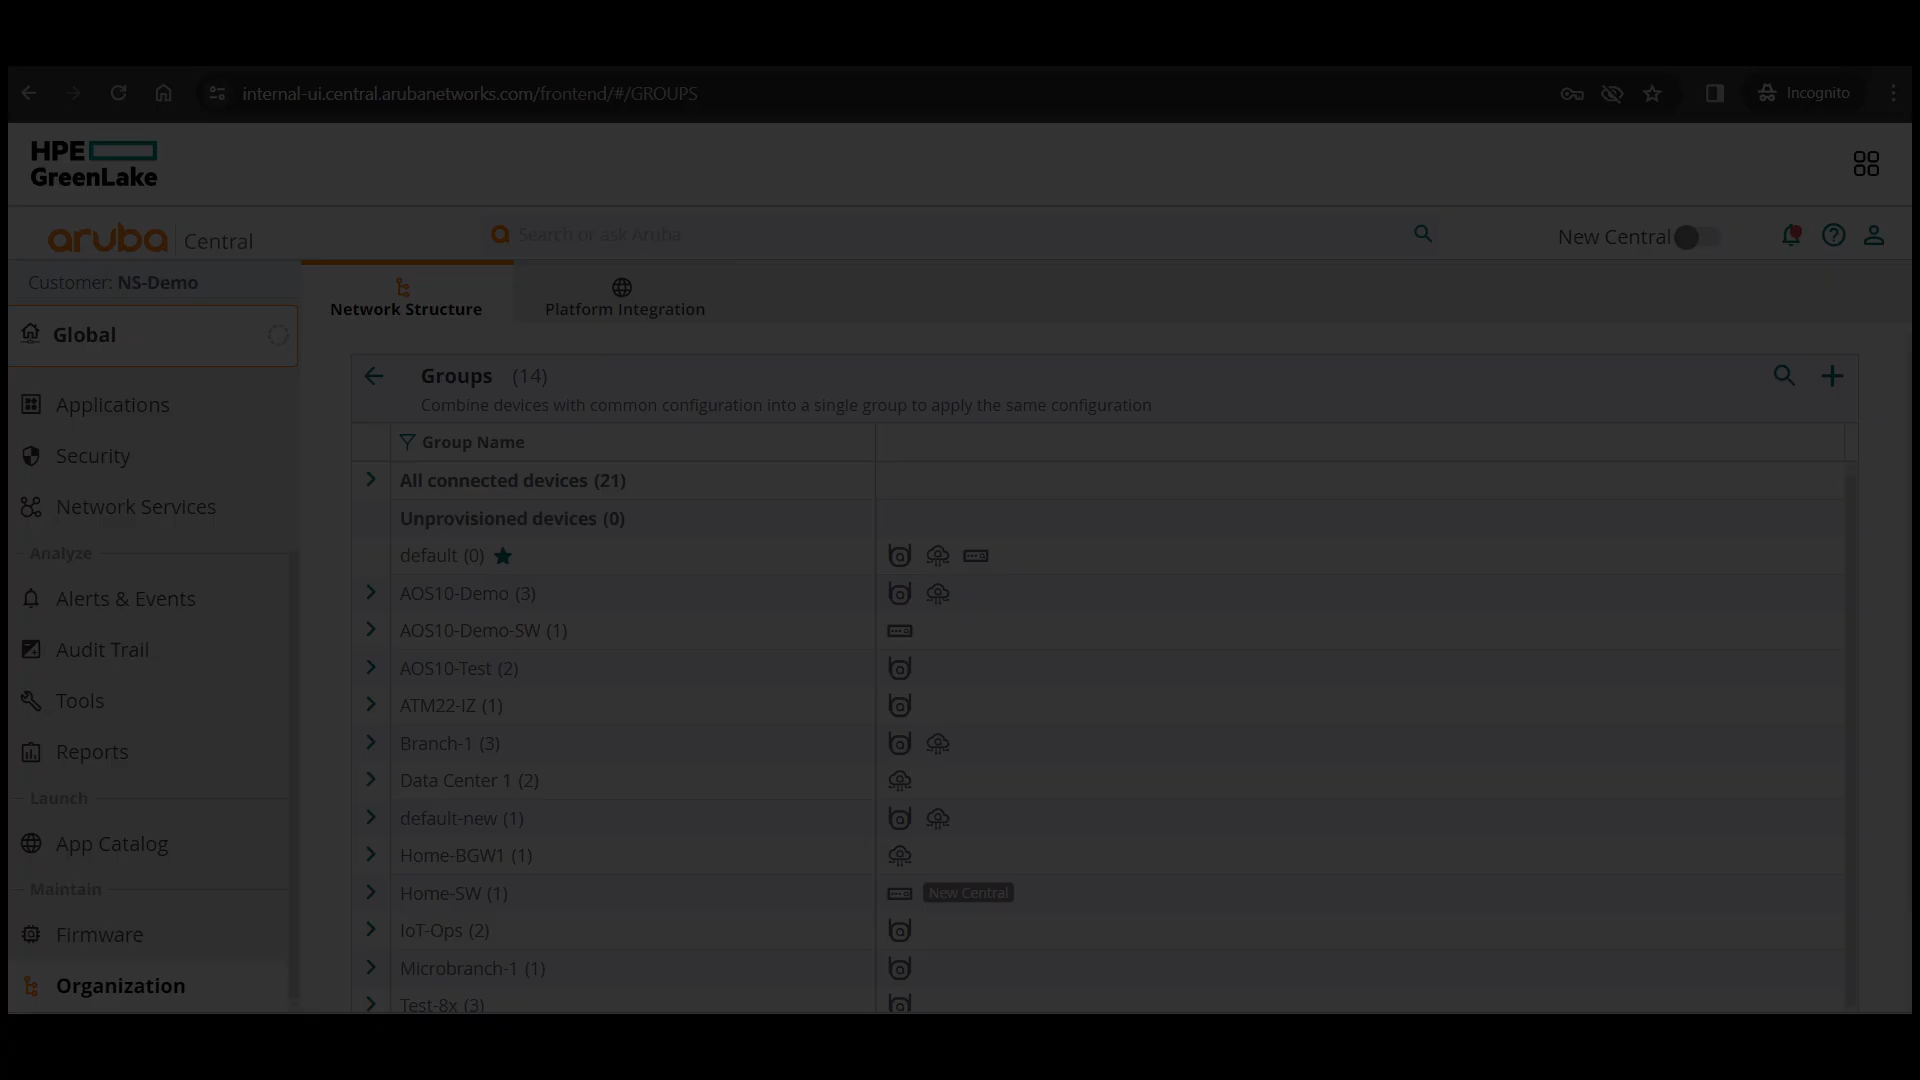 internal-ui.central.arubanetworks.com/frontend/#/GROUPS
Incognito
HPE
GreenLake
aruba Central
Search or ask Aruba
New Central
Customer: NS-Demo
Global
Applications
Security
Network Services
Analyze
Alerts & Events
Audit Trail
Tools
Reports
Launch
App Catalog
Maintain
Firmware
Organization
Network Structure
Platform Integration
Groups (14)
Combine devices with common configuration into a single group to apply the same configuration
Group Name
All connected devices (21)
Unprovisioned devices (0)
default (0)
AOS10-Demo (3)
AOS10-Demo-SW (1)
AOS10-Test (2)
ATM22-IZ (1)
Branch-1 (3)
Data Center 1 (2)
default-new (1)
Home-BGW1 (1)
Home-SW (1) New Central
IoT-Ops (2)
Microbranch-1 (1)
Test-8x (3)